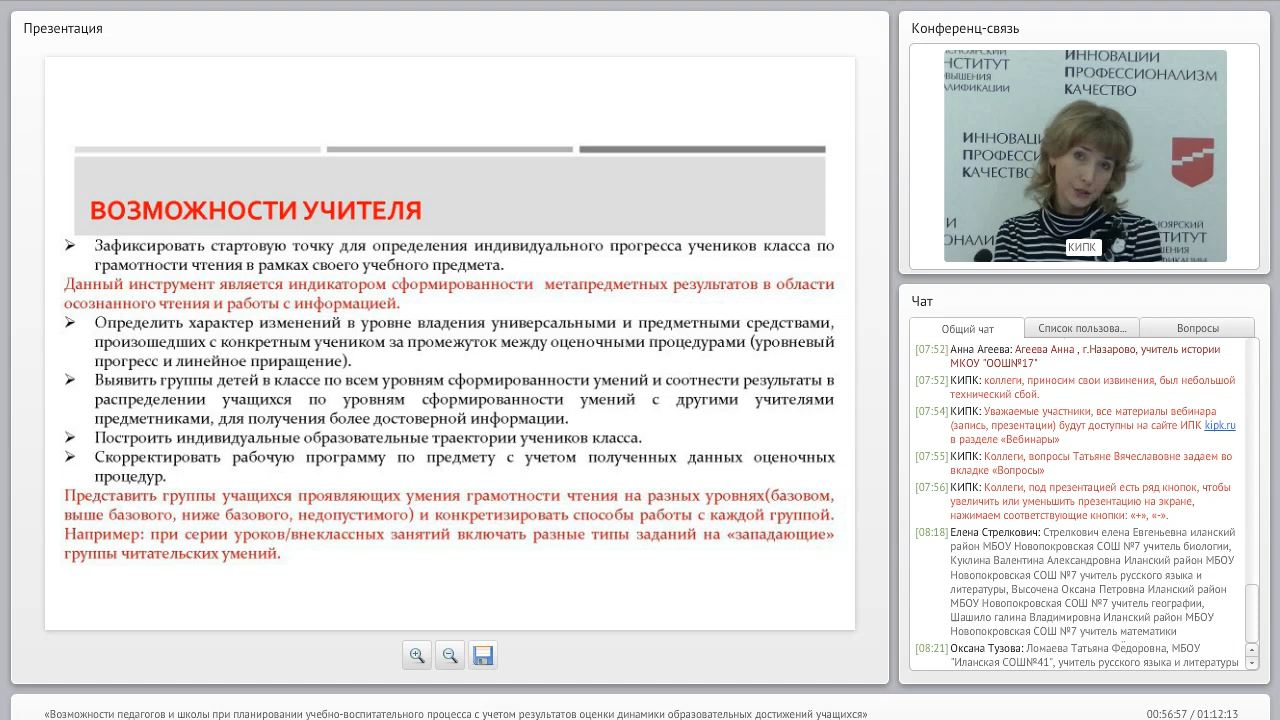 Презентация
ВОЗМОЖНОСТИ УЧИТЕЛЯ
Зафиксировать стартовую точку для определения индивидуального прогресса учеников класса по
грамотности чтения в рамках своего учебного предмета.
Данный инструмент является индикатором сформированности метапредметных результатов в области
осознанного чтения и работы с информацией.
Определить характер изменений в уровне владения универсальными и предметными средствами,
произошедших с конкретным учеником за промежуток между оценочными процедурами (уровневый
прогресс и линейное приращение).
Выявить группы детей в классе по всем уровням сформированности умений и соотнести результаты в
распределении учащихся по уровням сформированности умений с другими учителями
предметниками, для получения более достоверной информации.
Построить индивидуальные образовательные траектории учеников класса.
Скорректировать рабочую программу по предмету с учетом полученных данных оценочных
процедур.
Представить группы учащихся проявляющих умения грамотности чтения на разных уровнях(базовом,
выше базового, ниже базового, недопустимого) и конкретизировать способы работы с каждой группой.
Например: при серии уроков/внеклассных занятий включать разные типы заданий на «западающие»
группы читательских умений.
Конференц-связь
СНОЯРСКИЙ
НСТИТУТ
ВЫШЕНИЯ
АЛИФИКАЦИИ
ИННОВАЦИИ
ПРОФЕССИОНАЛИЗМ
КАЧЕСТВО
ИННОВАЦ
ПРОФЕССИ
КАЧЕСТВО
КИПК
НОЯРСКИЙ
ТИТУТ
ШЕНИЯ
ФИКАЦИИ
Чат
Общий чат
Список пользова...
Вопросы
[07:52] Анна Агеева: Агеева Анна , г.Назарово, учитель истории
МКОУ "ООШ№17"
[07:52] КИПК: коллеги, приносим свои извинения, был небольшой
технический сбой.
[07:54] КИПК: Уважаемые участники, все материалы вебинара
(запись, презентации) будут доступны на сайте ИПК kipk.ru
в разделе «Вебинары»
[07:55] КИПК: Коллеги, вопросы Татьяне Вячеславовне задаем во
вкладке «Вопросы»
[07:56] КИПК: Коллеги, под презентацией есть ряд кнопок, чтобы
увеличить или уменьшить презентацию на экране,
нажимаем соответствующие кнопки: «+», «-».
[08:18] Елена Стрелкович: Стрелкович елена Евгеньевна иланский
район МБОУ Новопокровская СОШ №7 учитель биологии,
Куклина Валентина Александровна Иланский район МБОУ
Новопокровская СОШ №7 учитель русского языка и
литературы, Высочена Оксана Петровна Иланский район
МБОУ Новопокровская СОШ №7 учитель географии,
Шашило галина Владимировна Иланский район МБОУ
Новопокровская СОШ №7 учитель математики
[08:21] Оксана Тузова: Ломаева Татьяна Фёдоровна, МБОУ
"Иланская СОШ№41", учитель русского языка и литературы
«Возможности педагогов и школы при планировании учебно-воспитательного процесса с учетом результатов оценки динамики образовательных достижений учащихся»
00:56:57 / 01:12:13